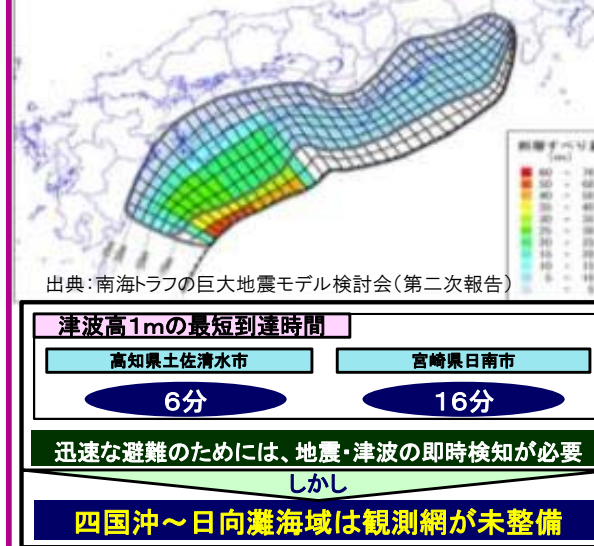 出典：南海トラフの巨大地震モデル検討会（第二次報告）
津波高1mの最短到達時間
高知県土佐清水市
宮崎県日南市
6分
16分
迅速な避難のためには、地震・津波の即時検知が必要
しかし
四国沖～日向灘海域は観測網が未整備